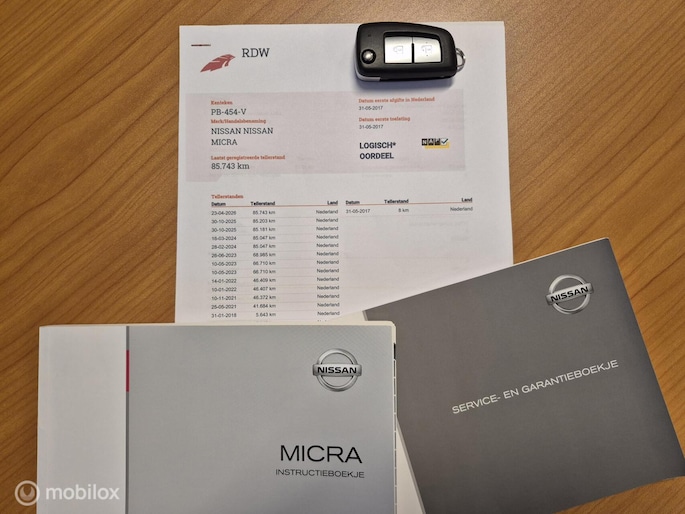 RDW
Kenteken
PB-454-V
Merk/Handelsbenaming
NISSAN NISSAN
MICRA
Laatst geregistreerde tellerstand
85.743 km
Datum eerste afgifte in Nederland
31-05-2017
Datum eerste toelating
31-05-2017
LOGISCH*
OORDEEL
NAP
Tellerstanden
Datum Tellerstand Land Datum Tellerstand Land
23-04-2026 85.743 km Nederland 31-05-2017 8 km Nederland
30-10-2025 85.203 km Nederland
30-10-2025 85.181 km Nederland
18-03-2024 85.047 km Nederland
28-02-2024 85.047 km Nederland
26-06-2023 68.965 km Nederland
10-05-2023 66.710 km Nederland
10-05-2023 66.710 km Nederland
14-01-2022 46.409 km Nederland
10-01-2022 46.407 km Nederland
10-11-2021 46.372 km Nederland
25-05-2021 41.684 km Nederland
31-01-2018 5.643 km Nederland
NISSAN
SERVICE- EN GARANTIEBOEKJE
NISSAN
MICRA
INSTRUCTIEBOEKJE
mobilox